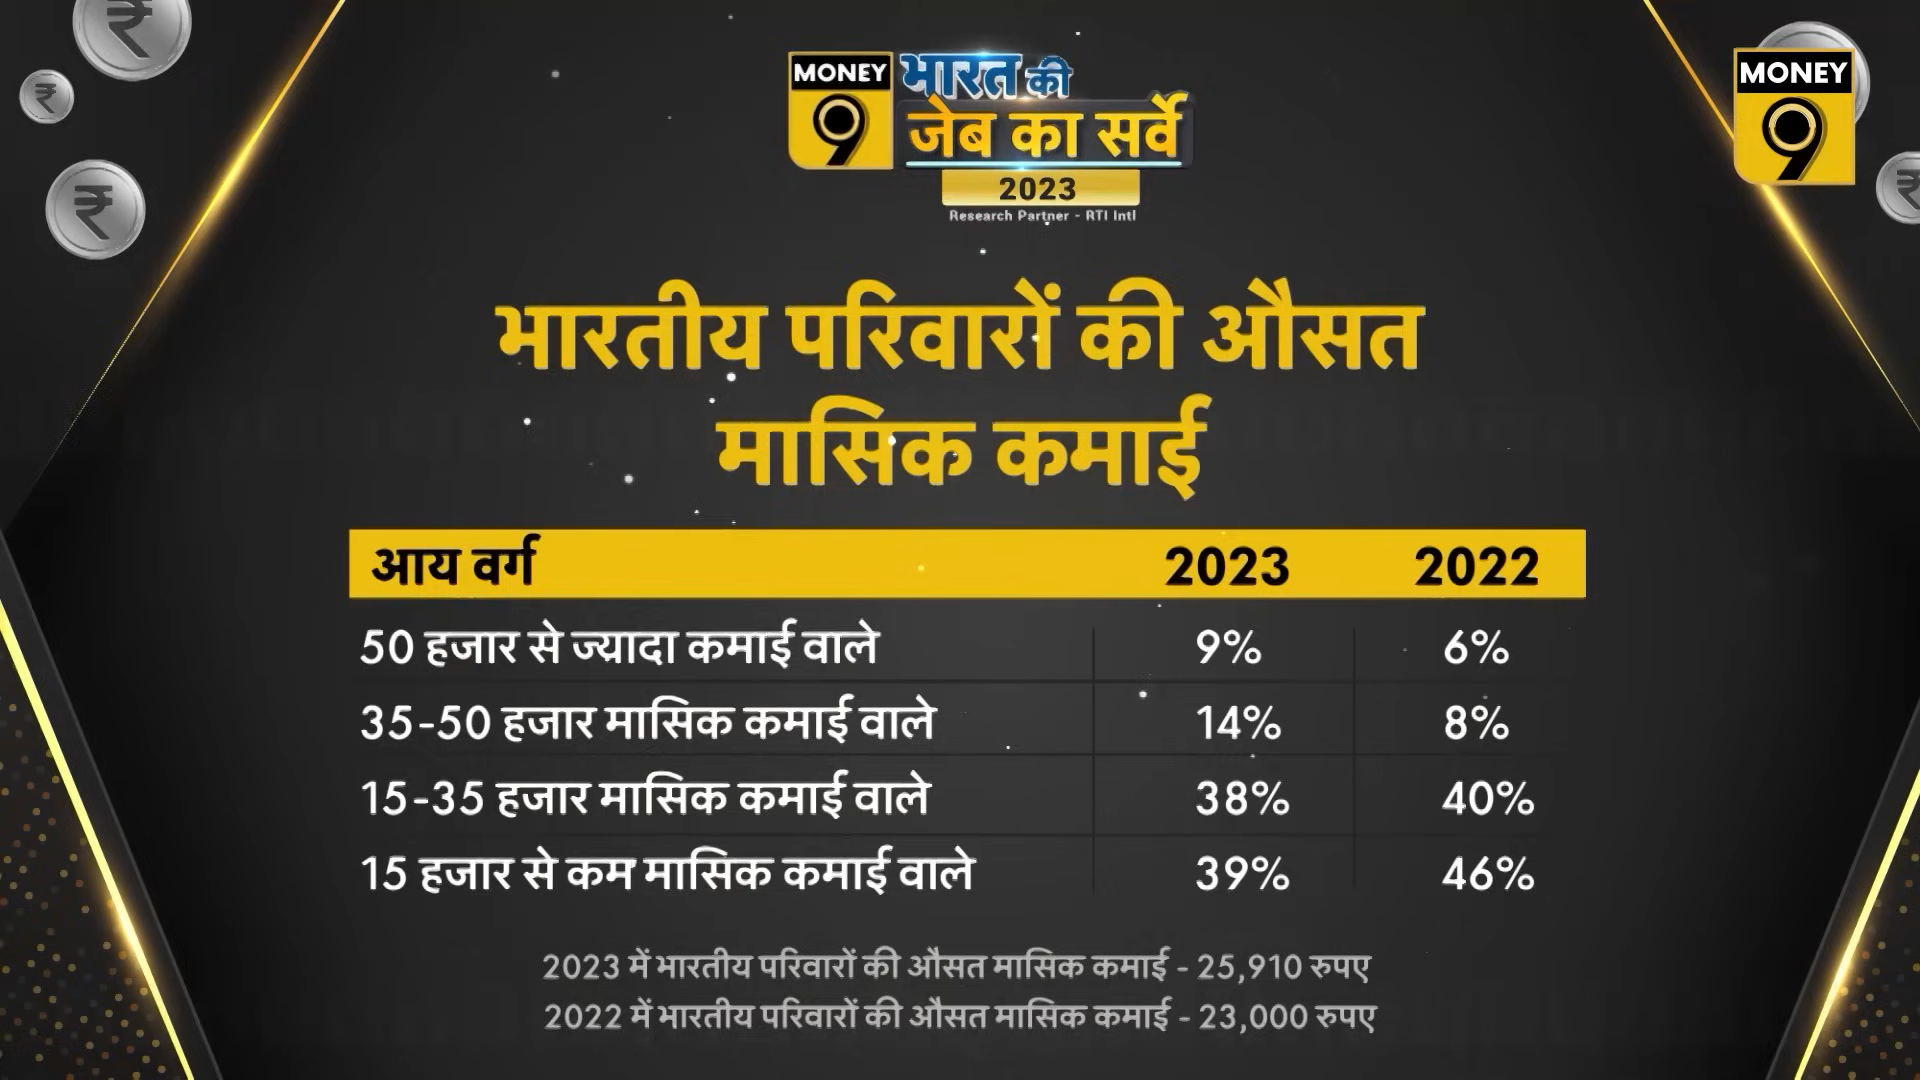 MONEY
9
भारत की
जेब का सर्वे
2023
Research Partner - RTI Intl
MONEY
9
भारतीय परिवारों की औसत
मासिक कमाई
आय वर्ग 2023 2022
50 हजार से ज्यादा कमाई वाले 9% 6%
35-50 हजार मासिक कमाई वाले 14% 8%
15-35 हजार मासिक कमाई वाले 38% 40%
15 हजार से कम मासिक कमाई वाले 39% 46%
2023 में भारतीय परिवारों की औसत मासिक कमाई - 25,910 रुपए
2022 में भारतीय परिवारों की औसत मासिक कमाई - 23,000 रुपए